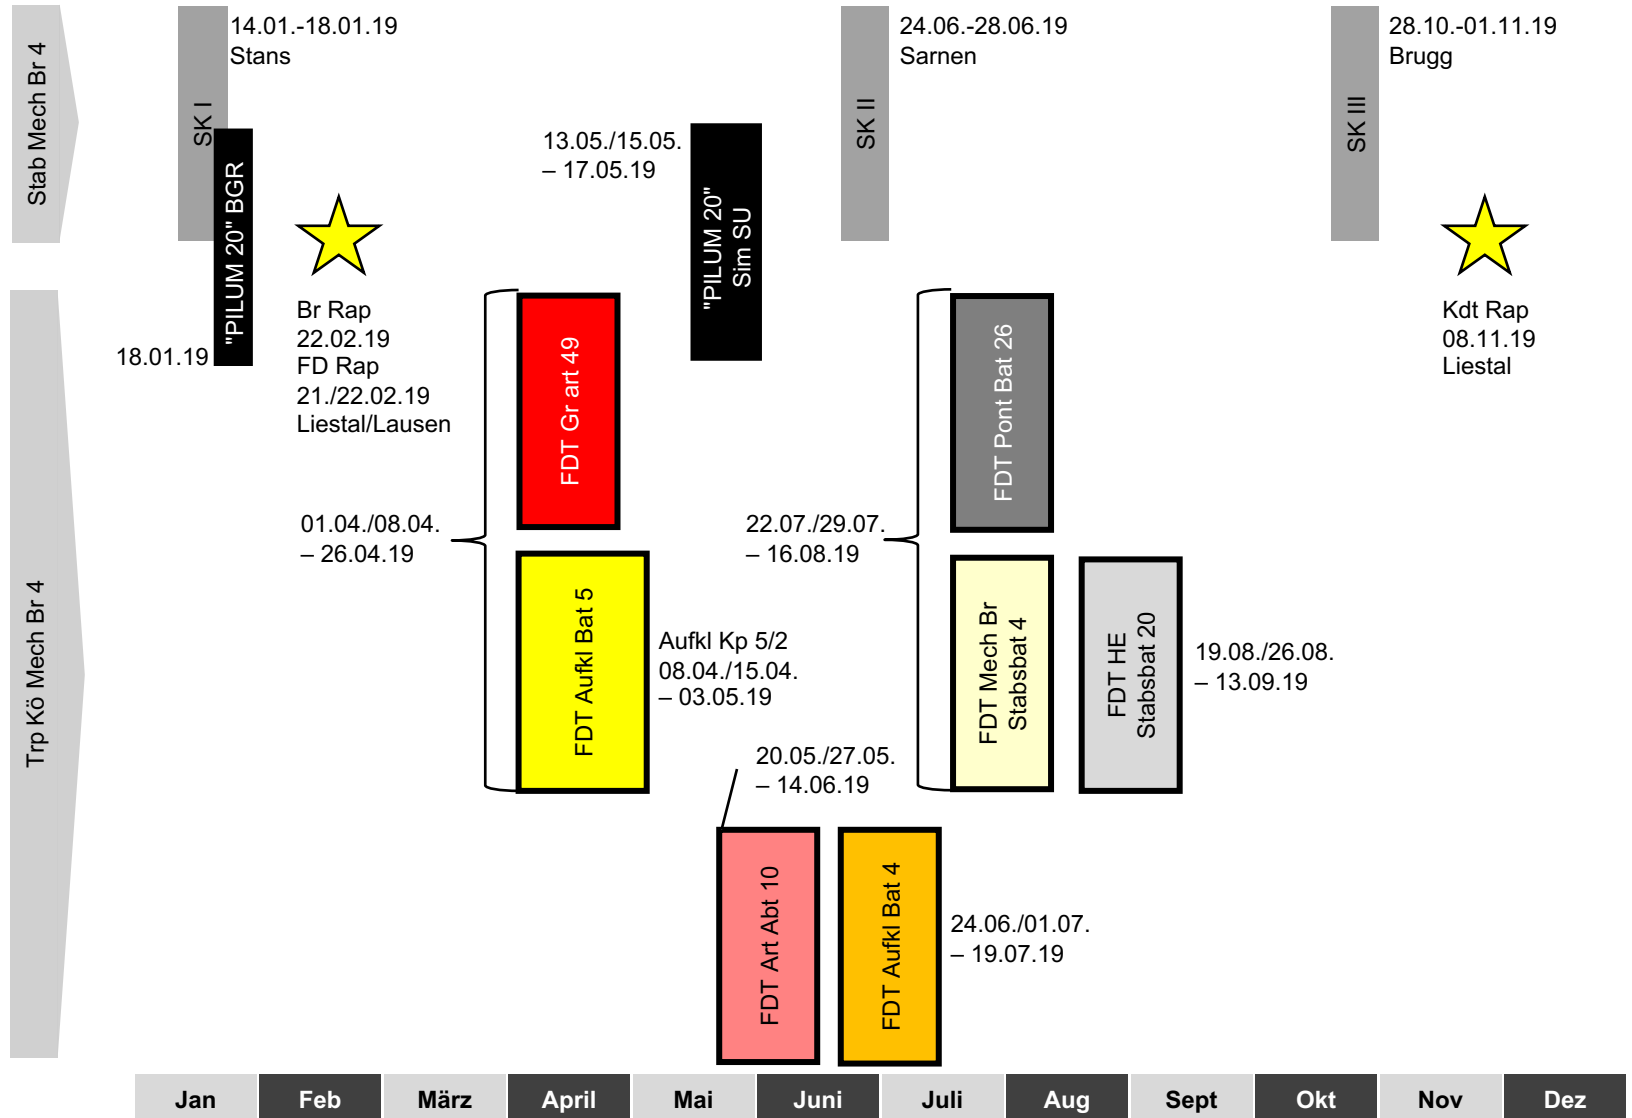 Stab Mech Br 4
SK I
14.01.-18.01.19
Stans
"PILUM 20" BGR
18.01.19
Br Rap
22.02.19
FD Rap
21./22.02.19
Liestal/Lausen
13.05./15.05.
– 17.05.19
"PILUM 20"
Sim SU
SK II
24.06.-28.06.19
Sarnen
SK III
28.10.-01.11.19
Brugg
Kdt Rap
08.11.19
Liestal
Trp Kö Mech Br 4
01.04./08.04.
– 26.04.19
FDT Gr art 49
FDT Aufkl Bat 5
Aufkl Kp 5/2
08.04./15.04.
– 03.05.19
20.05./27.05.
– 14.06.19
FDT Art Abt 10
FDT Aufkl Bat 4
24.06./01.07.
– 19.07.19
22.07./29.07.
– 16.08.19
FDT Pont Bat 26
FDT Mech Br
Stabsbat 4
FDT HE
Stabsbat 20
19.08./26.08.
– 13.09.19
Jan Feb März April Mai Juni Juli Aug Sept Okt Nov Dez